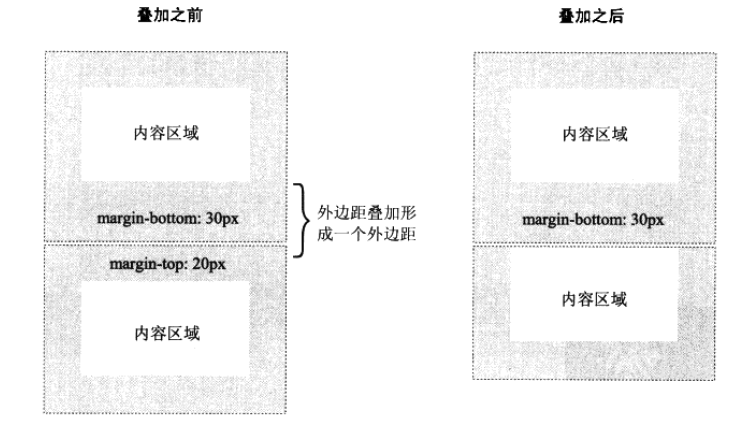 叠加之前
叠加之后
内容区域
margin-bottom: 30px
margin-top: 20px
内容区域
外边距叠加形
成一个外边距
内容区域
margin-bottom: 30px
内容区域